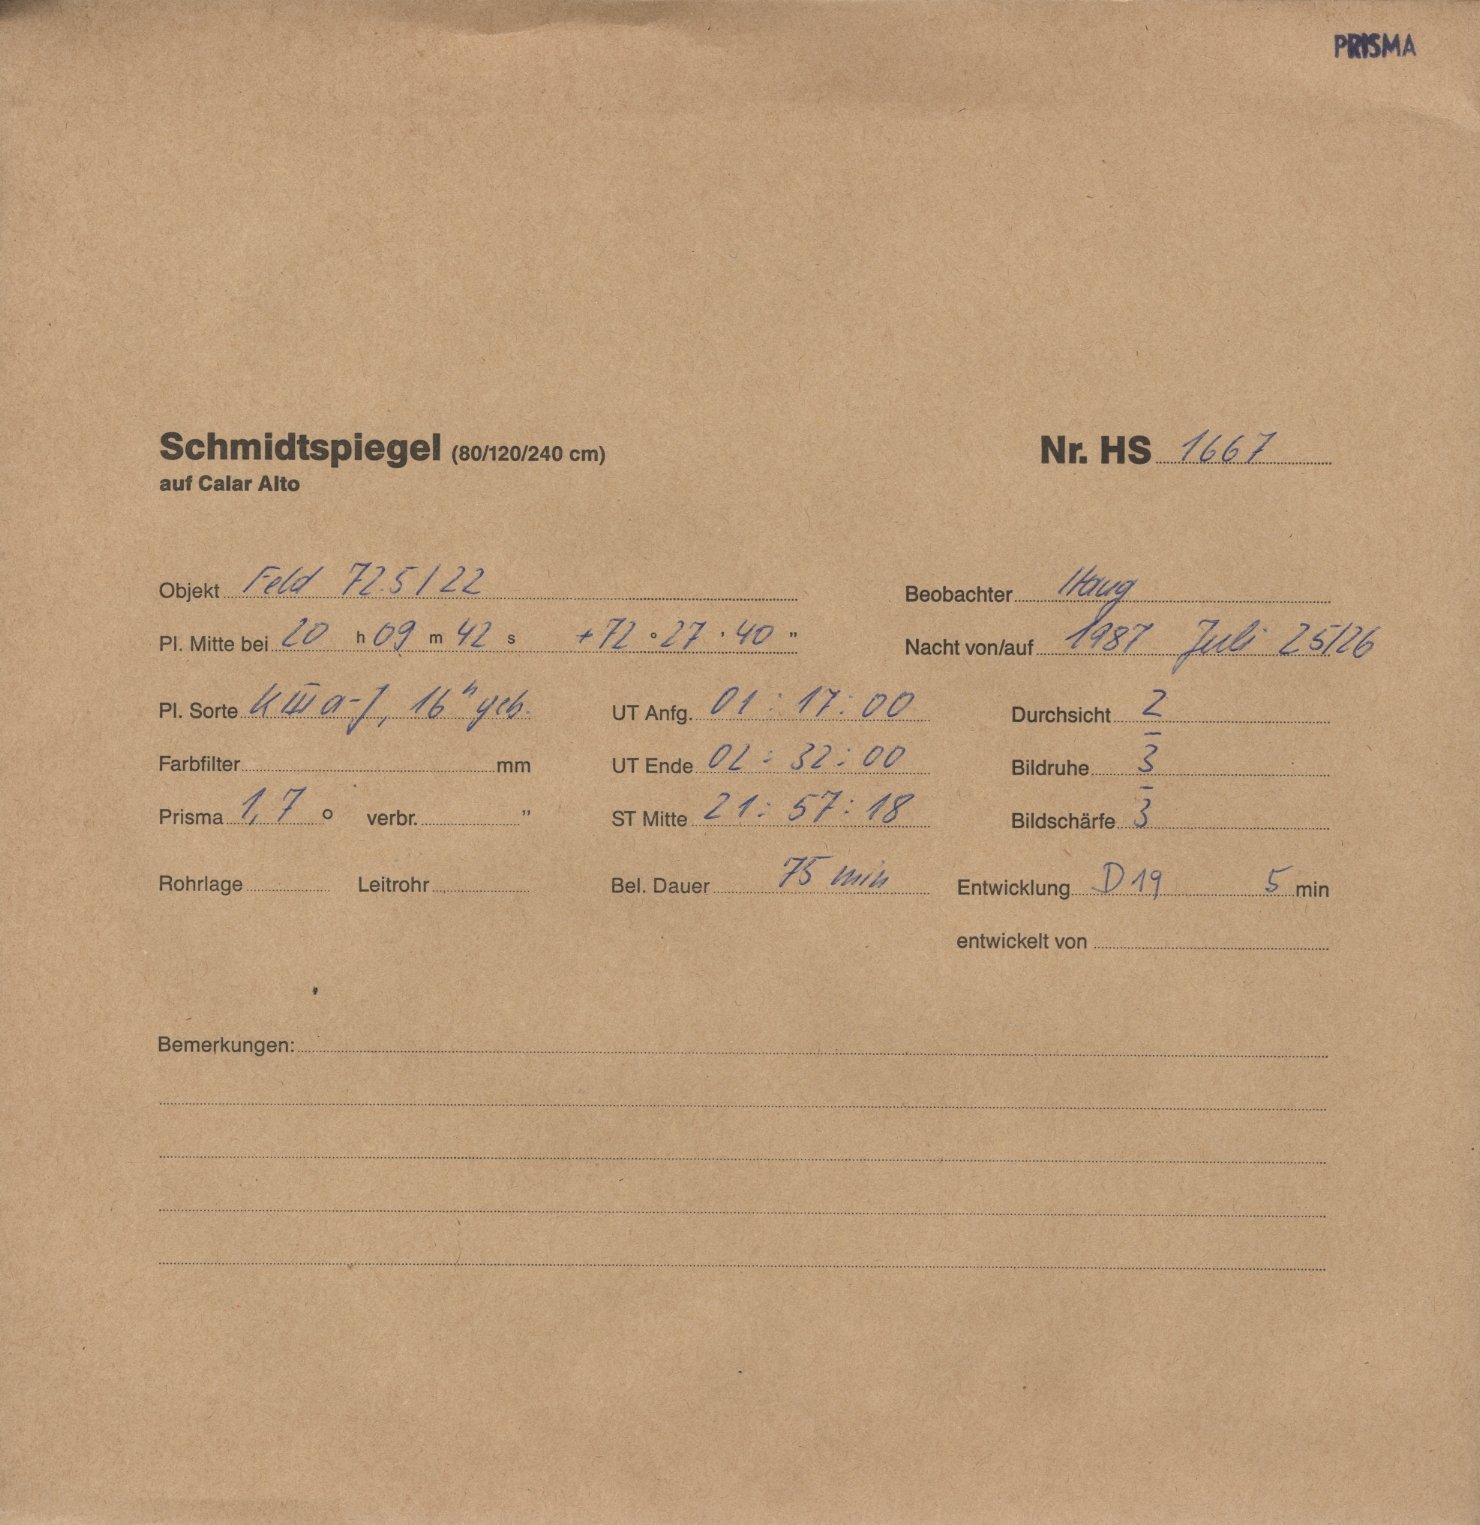 PRISMA
Schmidtspiegel (80/120/240 cm)
auf Calar Alto
Nr. HS 1667
Objekt Feld 72.5/22
Beobachter Haug
Pl. Mitte bei 20 h 09 m 42 s +72 ° 27 ' 40 "
Nacht von/auf 1987 Juli 25/26
Pl. Sorte K III a-J, 16 h geb.
UT Anfg. 01 : 17 : 00
Durchsicht 2
Farbfilter mm
UT Ende 02 : 32 : 00
Bildruhe 3
Prisma 1,7 ° verbr. "
ST Mitte 21 : 57 : 18
Bildschärfe 3
Rohrlage Leitrohr
Bel. Dauer 75 min
Entwicklung D19 5 min
entwickelt von
Bemerkungen: